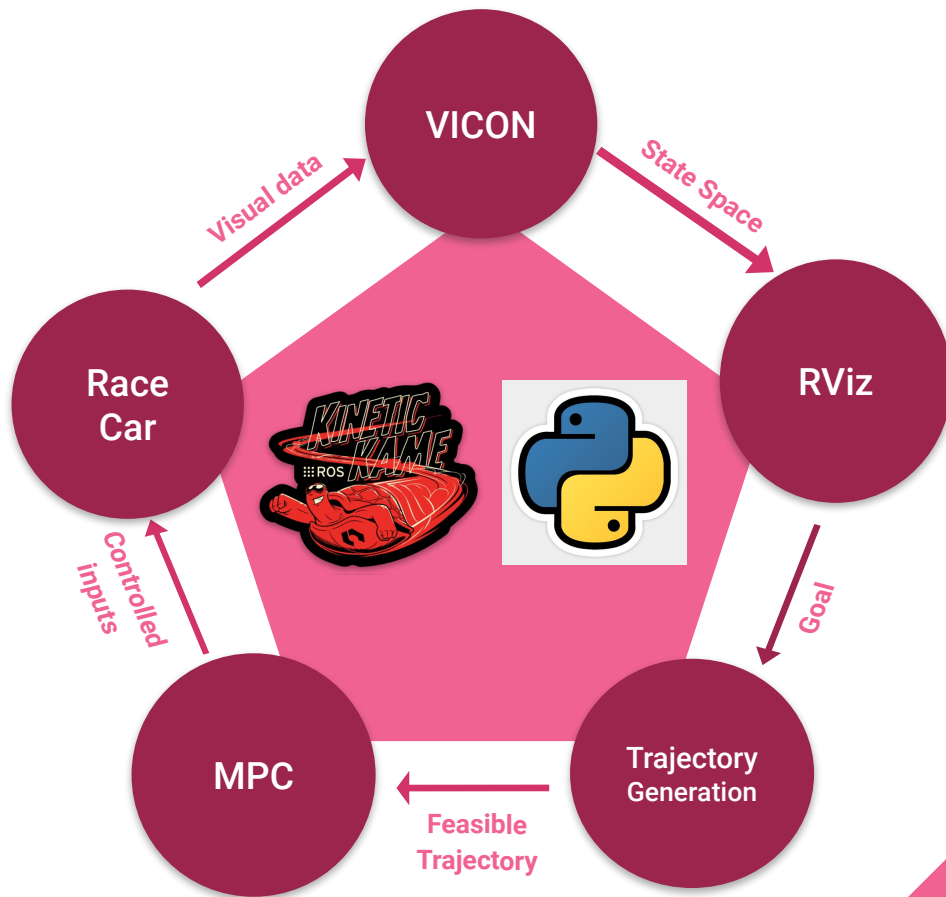 VICON
Visual data
State Space
Race
Car
RViz
KINETIC
KAME
ROS
Controlled
inputs
Goal
MPC
Trajectory
Generation
Feasible
Trajectory